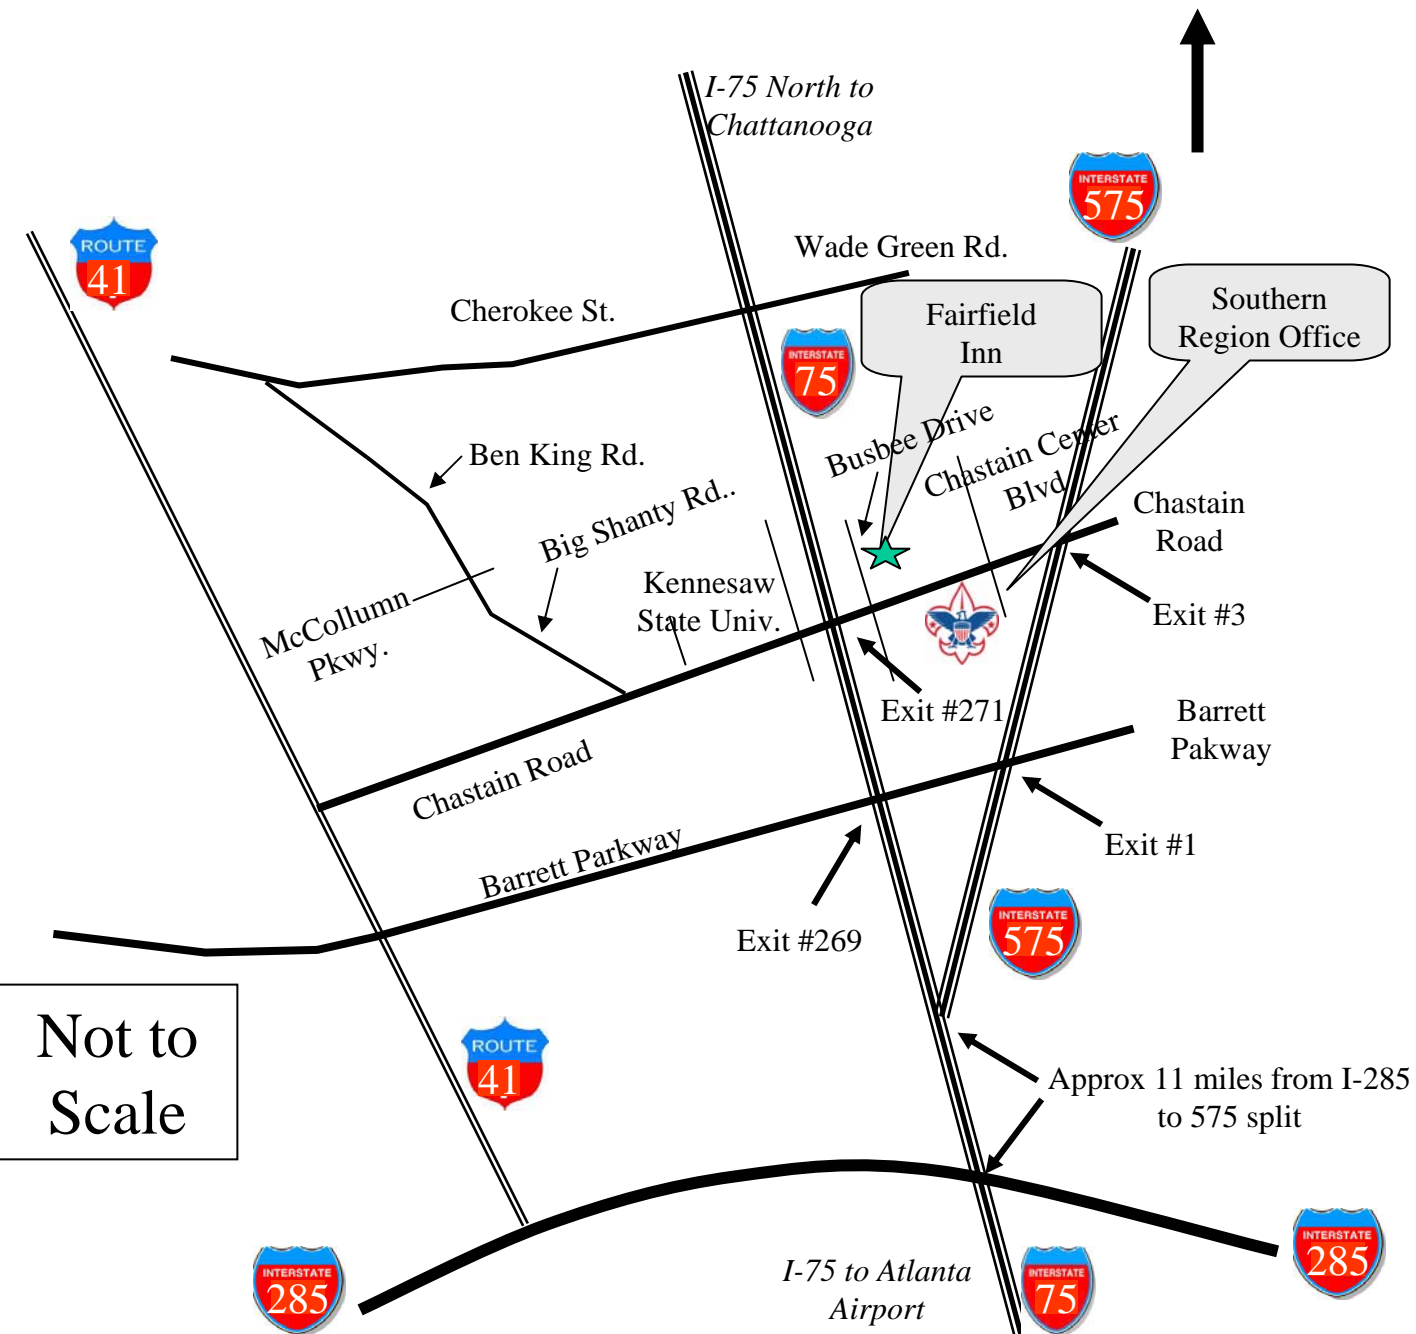 I-75 North to
Chattanooga
INTERSTATE
575
ROUTE
41
Wade Green Rd.
Cherokee St.
Fairfield
Inn
Southern
Region Office
INTERSTATE
75
Busbee Drive
Chastain Center
Blvd
Ben King Rd.
Big Shanty Rd..
Chastain
Road
Kennesaw
State Univ.
McCollumn
Pkwy.
Exit #3
Exit #271
Barrett
Pakway
Chastain Road
Barrett Parkway
Exit #1
Exit #269
INTERSTATE
575
Not to
Scale
ROUTE
41
Approx 11 miles from I-285
to 575 split
INTERSTATE
285
I-75 to Atlanta
Airport
INTERSTATE
75
INTERSTATE
285